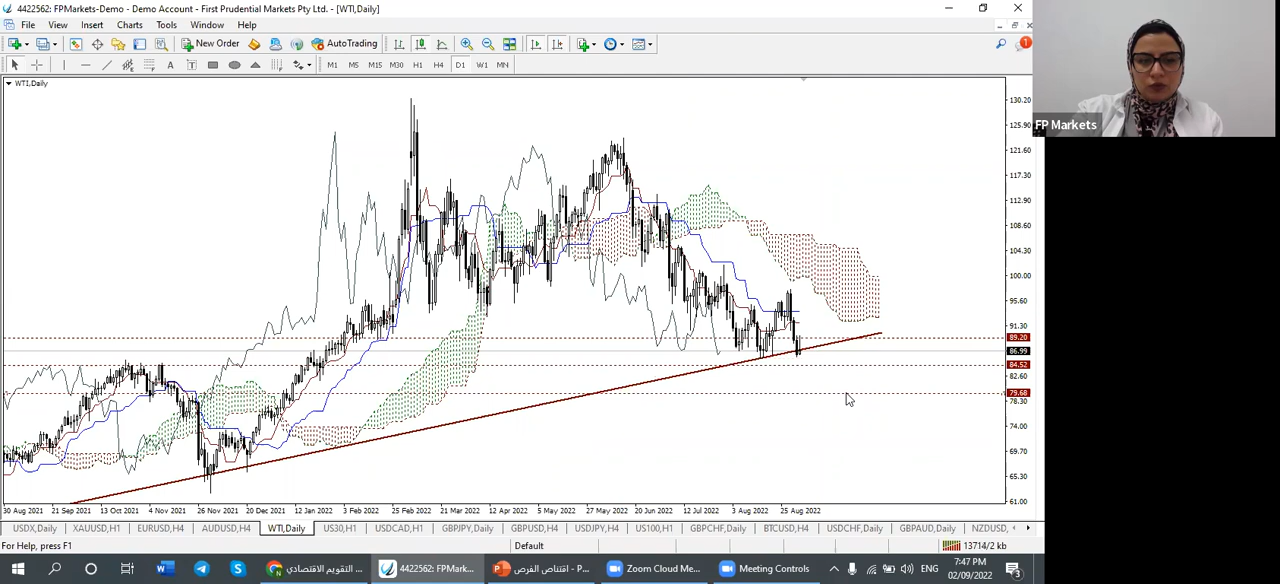 4422562: FPMarkets-Demo - Demo Account - First Prudential Markets Pty Ltd. - [WTI,Daily]
File View Insert Charts Tools Window Help
New Order AutoTrading
M1 M5 M15 M30 H1 H4 D1 W1 MN
WTI,Daily
FP Markets
130.20
125.90
121.60
117.30
112.90
108.60
104.30
100.00
95.60
91.30
89.20
86.99
84.52
82.60
79.68
78.30
74.00
69.70
65.30
61.00
30 Aug 2021 21 Sep 2021 13 Oct 2021 4 Nov 2021 26 Nov 2021 20 Dec 2021 12 Jan 2022 3 Feb 2022 25 Feb 2022 21 Mar 2022 12 Apr 2022 5 May 2022 27 May 2022 20 Jun 2022 12 Jul 2022 3 Aug 2022 25 Aug 2022
USDX,Daily XAUUSD,H1 EURUSD,H4 AUDUSD,H4 WTI,Daily US30,H1 USDCAD,H1 GBPJPY,Daily GBPUSD,H4 USDJPY,H4 US100,H1 GBPCHF,Daily BTCUSD,H4 USDCHF,Daily GBPAUD,Daily NZDUSD,
For Help, press F1 Default 13714/2 kb
التقويم الاقتصادي 4422562: FPMark... اقتناص الفرص - P... Zoom Cloud Me... Meeting Controls ENG 7:47 PM
02/09/2022